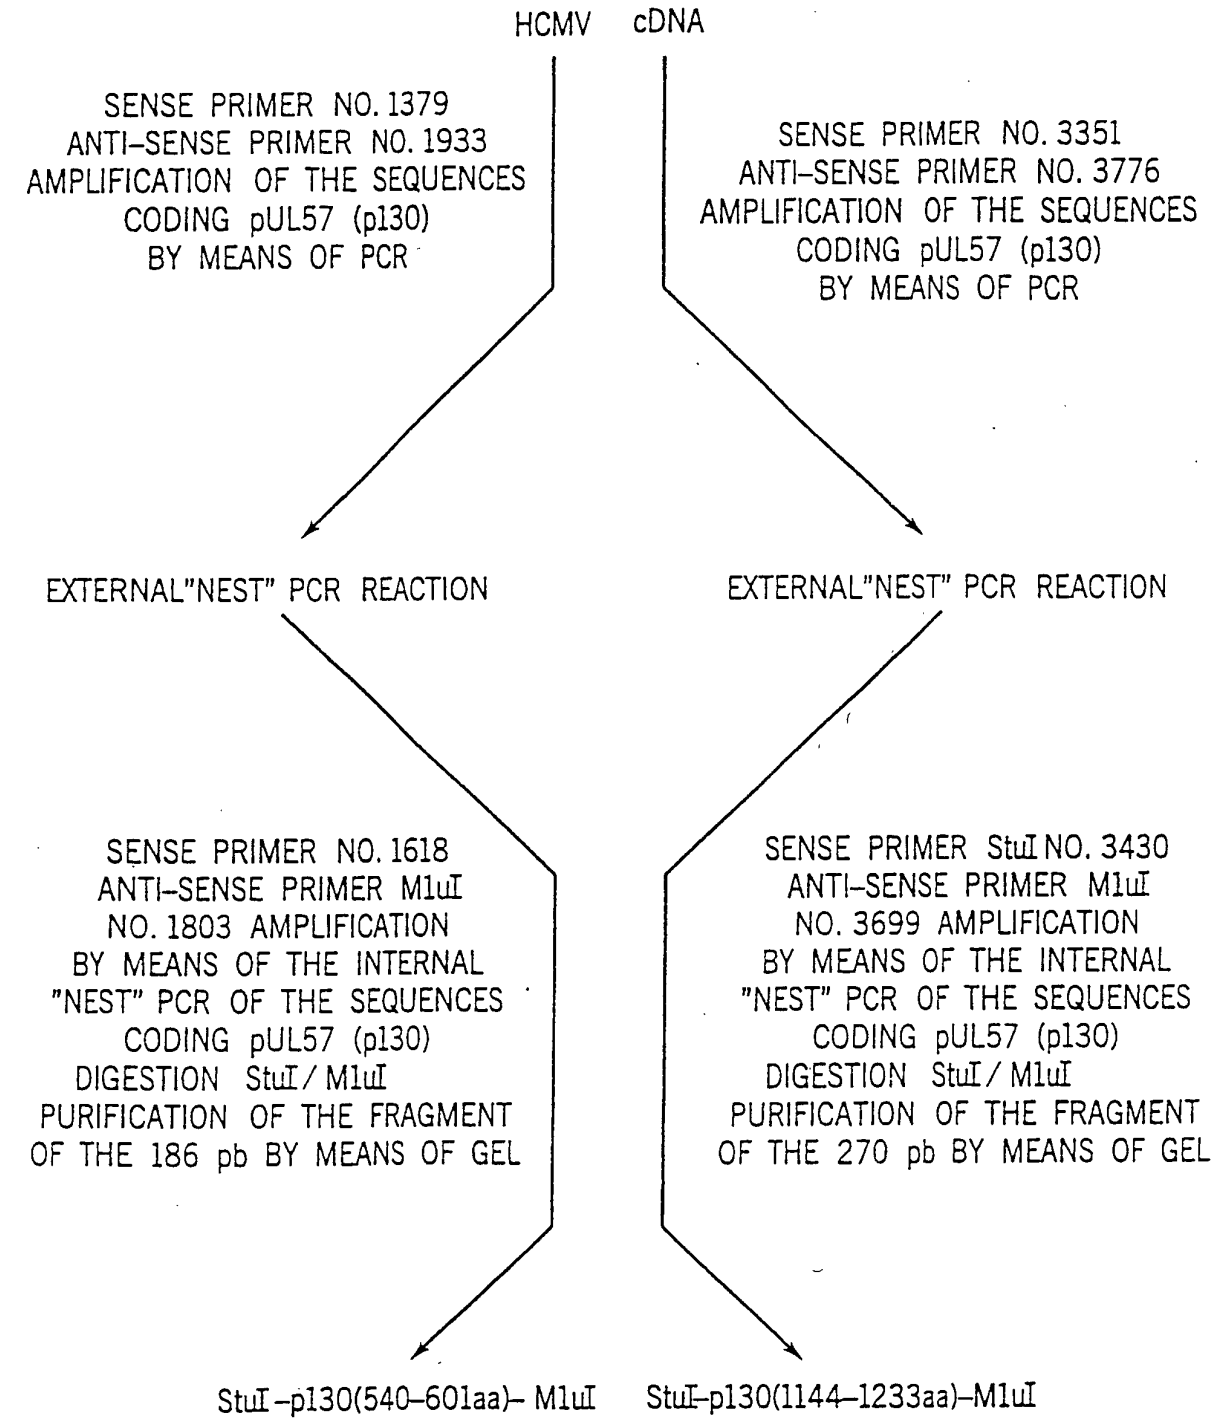 HCMV cDNA
SENSE PRIMER NO. 1379
ANTI-SENSE PRIMER NO. 1933
AMPLIFICATION OF THE SEQUENCES
CODING pUL57 (p130)
BY MEANS OF PCR
SENSE PRIMER NO. 3351
ANTI-SENSE PRIMER NO. 3776
AMPLIFICATION OF THE SEQUENCES
CODING pUL57 (p130)
BY MEANS OF PCR
EXTERNAL"NEST" PCR REACTION
EXTERNAL"NEST" PCR REACTION
SENSE PRIMER NO. 1618
ANTI-SENSE PRIMER MluI
NO. 1803 AMPLIFICATION
BY MEANS OF THE INTERNAL
"NEST" PCR OF THE SEQUENCES
CODING pUL57 (p130)
DIGESTION StuI/MluI
PURIFICATION OF THE FRAGMENT
OF THE 186 pb BY MEANS OF GEL
SENSE PRIMER StuI NO. 3430
ANTI-SENSE PRIMER MluI
NO. 3699 AMPLIFICATION
BY MEANS OF THE INTERNAL
"NEST" PCR OF THE SEQUENCES
CODING pUL57 (p130)
DIGESTION StuI/MluI
PURIFICATION OF THE FRAGMENT
OF THE 270 pb BY MEANS OF GEL
StuI-p130(540-601aa)-MluI
StuI-p130(1144-1233aa)-MluI